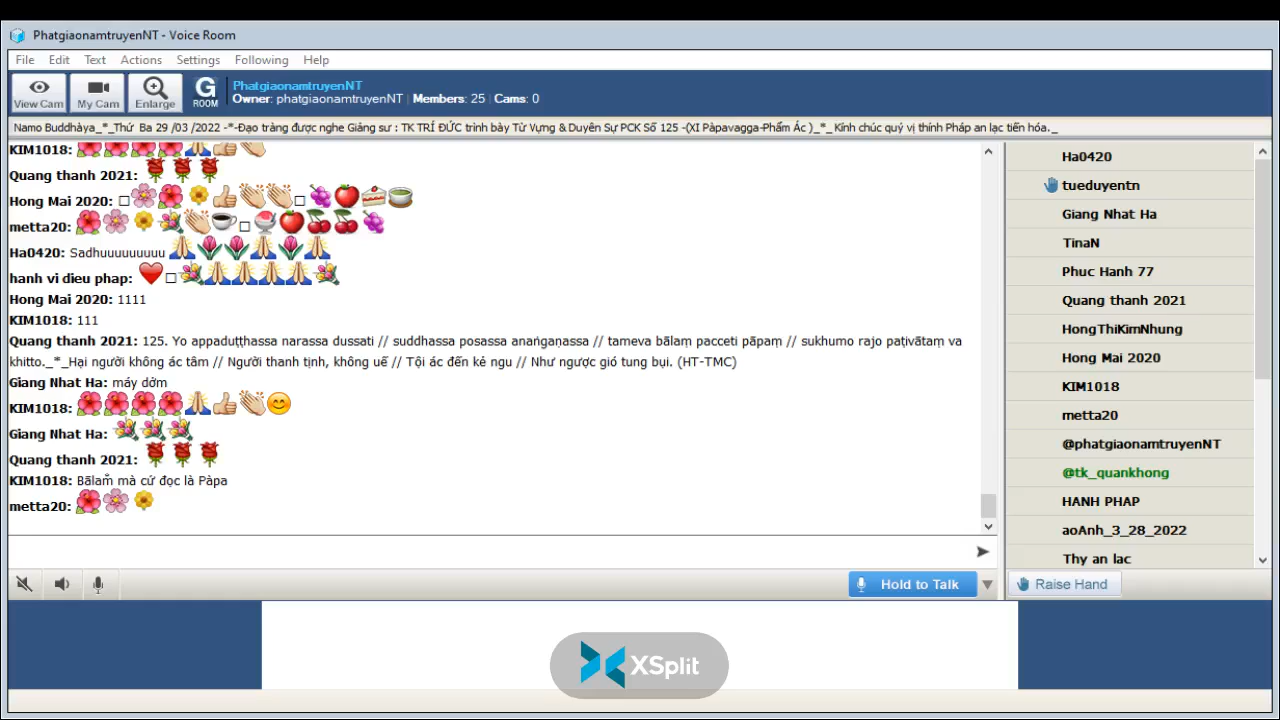 PhatgiaonamtruyenNT - Voice Room
File Edit Text Actions Settings Following Help
View Cam My Cam Enlarge G ROOM
PhatgiaonamtruyenNT
Owner: phatgiaonamtruyenNT | Members: 25 | Cams: 0
Namo Buddhàya_*_Thứ Ba 29 /03 /2022 -*-Đạo tràng được nghe Giảng sư : TK TRÍ ĐỨC trình bày Từ Vựng & Duyên Sự PCK Số 125 -(XI Pàpavagga-Phẩm Ác )_*_ Kính chúc quý vị thính Pháp an lạc tiến hóa._
KIM1018:
Quang thanh 2021:
Hong Mai 2020:
metta20:
Ha0420: Sadhuuuuuuuuu
hanh vi dieu phap:
Hong Mai 2020: 1111
KIM1018: 111
Quang thanh 2021: 125. Yo appaduṭṭhassa narassa dussati // suddhassa posassa anaṅgaṇassa // tameva bālaṃ pacceti pāpaṃ // sukhumo rajo paṭivātaṃ va
khitto._*_Hại người không ác tâm // Người thanh tịnh, không uế // Tội ác đến kẻ ngu // Như ngược gió tung bụi. (HT-TMC)
Giang Nhat Ha: máy dởm
KIM1018:
Giang Nhat Ha:
Quang thanh 2021:
KIM1018: Bālaṁ mà cứ đọc là Pàpa
metta20:
Ha0420
tueduyentn
Giang Nhat Ha
TinaN
Phuc Hanh 77
Quang thanh 2021
HongThiKimNhung
Hong Mai 2020
KIM1018
metta20
@phatgiaonamtruyenNT
@tk_quankhong
HANH PHAP
aoAnh_3_28_2022
Thy an lac
Hold to Talk
Raise Hand
XSplit